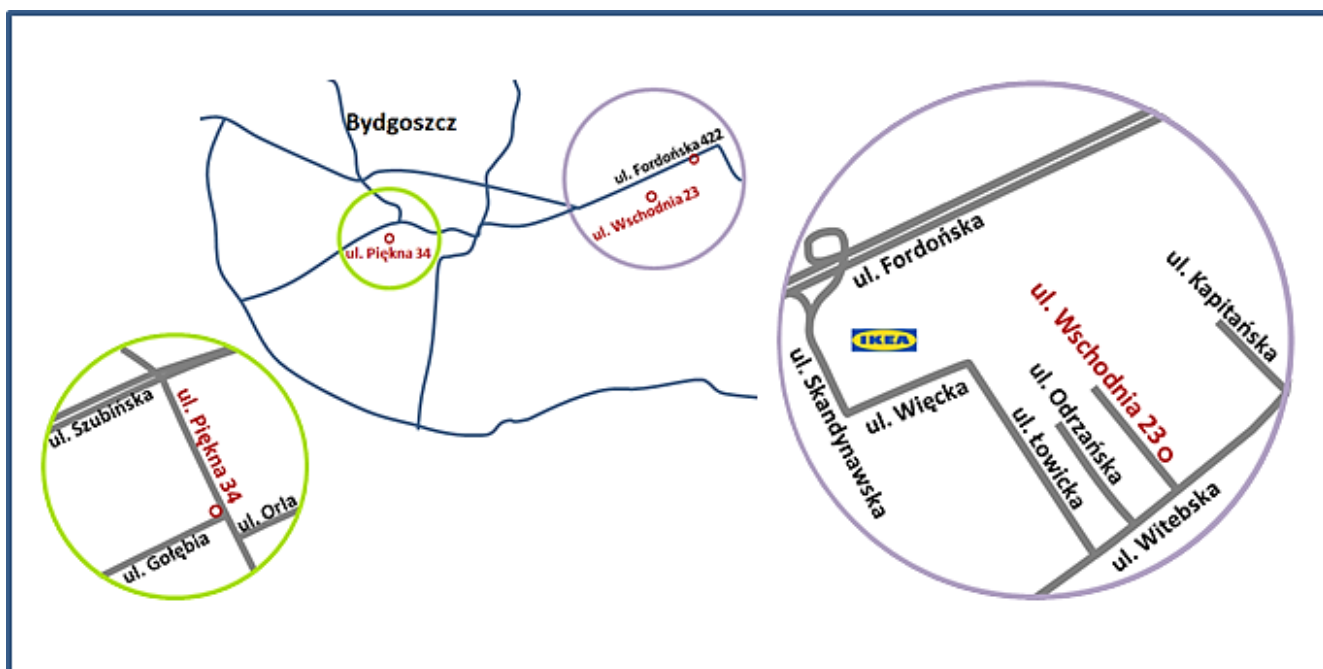 Bydgoszcz
ul. Fordońska 422
ul. Wschodnia 23
ul. Piękna 34
ul. Szubińska
ul. Piękna 34
ul. Orla
ul. Gołębia
ul. Fordońska
ul. Kapitańska
IKEA
ul. Wschodnia 23
ul. Skandynawska
ul. Więcka
ul. Odrzańska
ul. Łowicka
ul. Witebska